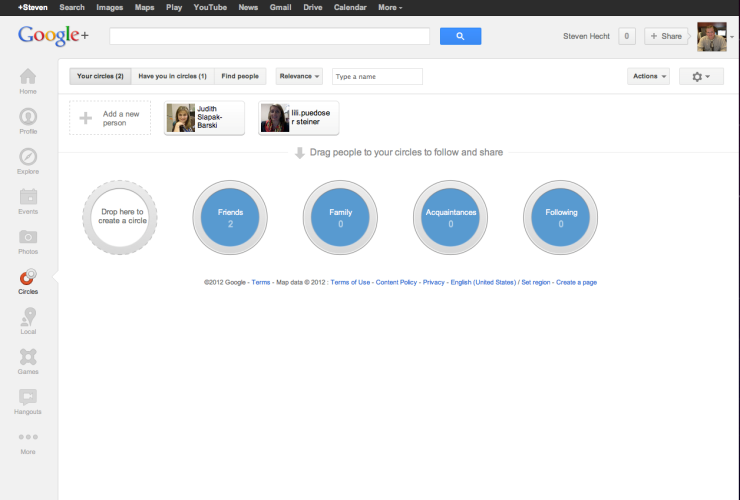 +Steven Search Images Maps Play YouTube News Gmail Drive Calendar More
Google+
Steven Hecht 0 + Share
Your circles (2) Have you in circles (1) Find people Relevance Type a name Actions
Home
Profile
Explore
Events
Photos
Circles
Local
Games
Hangouts
More
Add a new
person
Judith
Slapak-
Barski
lili.puedose
r steiner
Drag people to your circles to follow and share
Drop here to
create a circle
Friends
2
Family
0
Acquaintances
0
Following
0
©2012 Google - Terms - Map data © 2012 : Terms of Use - Content Policy - Privacy - English (United States) / Set region - Create a page